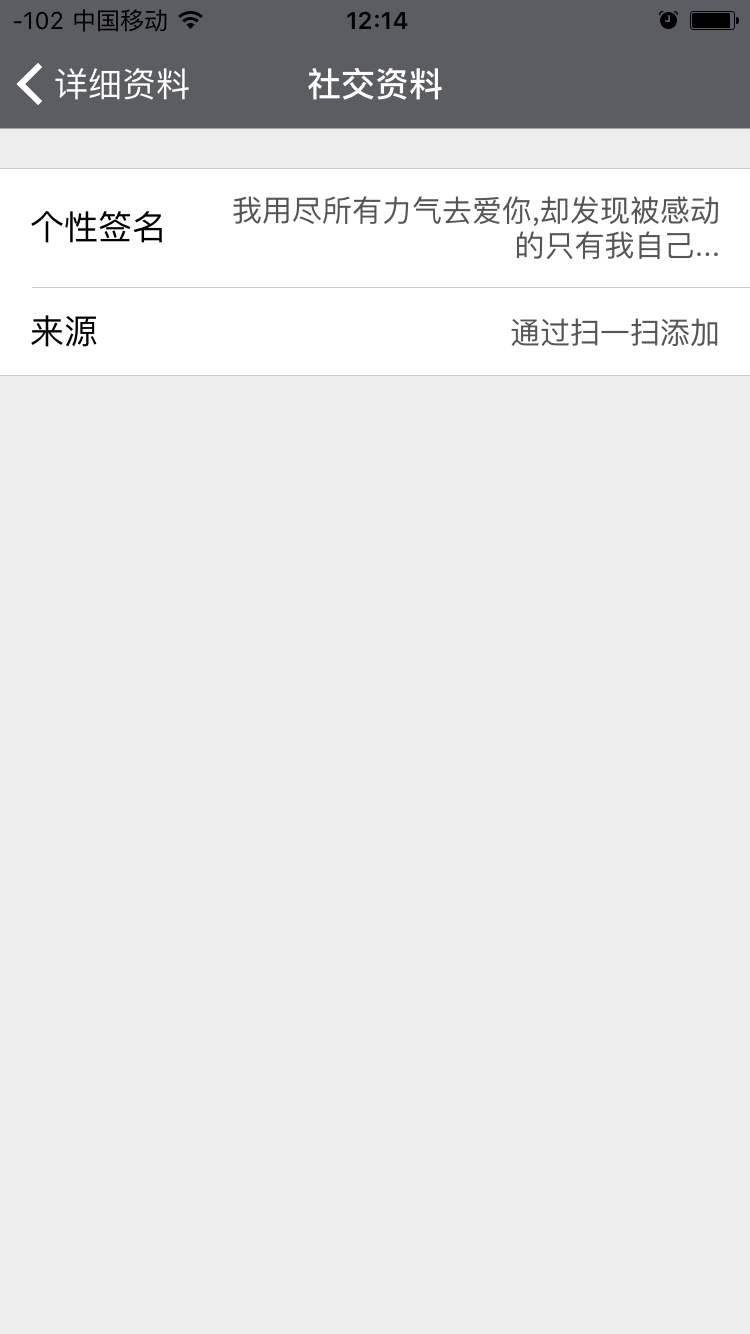 -102 中国移动 12:14
详细资料 社交资料
个性签名 我用尽所有力气去爱你,却发现被感动
的只有我自己...
来源 通过扫一扫添加